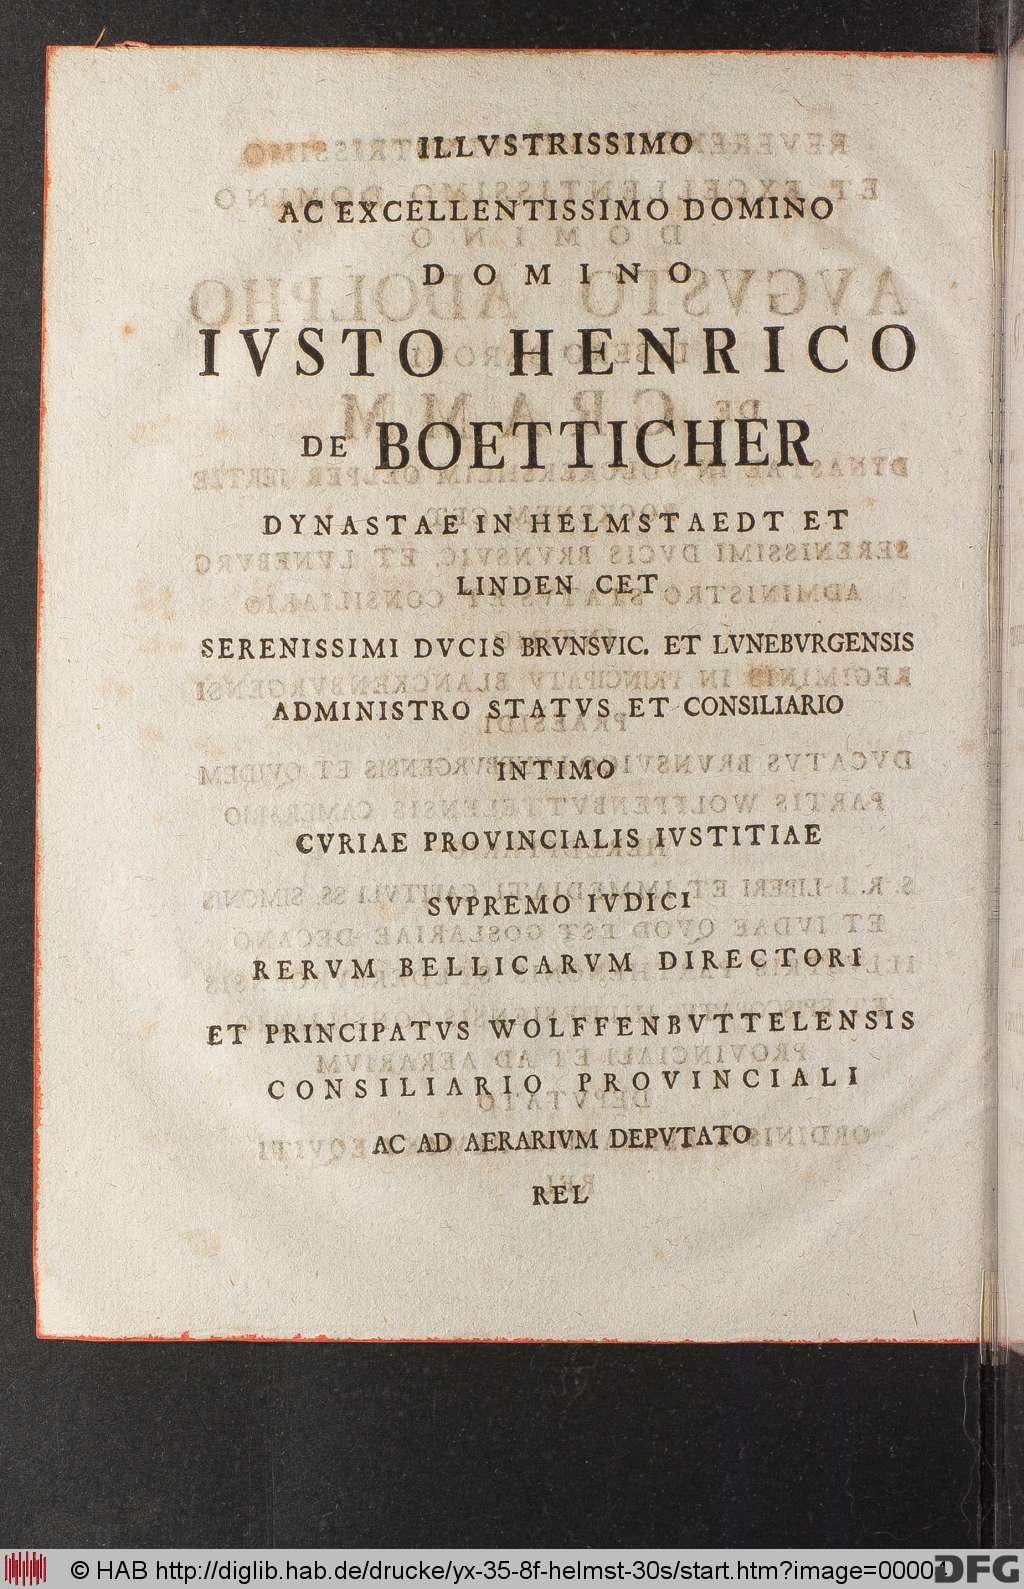 ILLVSTRISSIMO
AC EXCELLENTISSIMO DOMINO
DOMINO
IVSTO HENRICO
DE BOETTICHER
DYNASTAE IN HELMSTAEDT ET
LINDEN CET
SERENISSIMI DVCIS BRVNSVIC. ET LVNEBVRGENSIS
ADMINISTRO STATVS ET CONSILIARIO
INTIMO
CVRIAE PROVINCIALIS IVSTITIAE
SVPREMO IVDICI
RERVM BELLICARVM DIRECTORI
ET PRINCIPATVS WOLFFENBVTTELENSIS
CONSILIARIO PROVINCIALI
AC AD AERARIVM DEPVTATO
REL
© HAB http://diglib.hab.de/drucke/yx-35-8f-helmst-30s/start.htm?image=00004
DFG